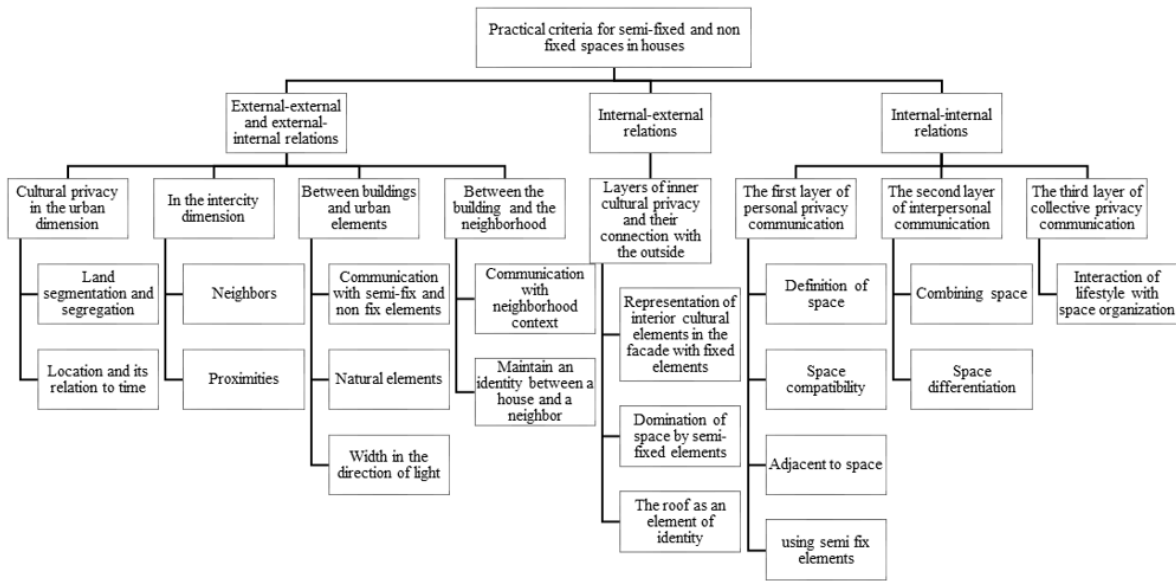 Practical criteria for semi-fixed and non
fixed spaces in houses
External-external
and external-
internal relations
Internal-external
relations
Internal-internal
relations
Cultural privacy
in the urban
dimension
In the intercity
dimension
Between buildings
and urban
elements
Between the
building and the
neighborhood
Layers of inner
cultural privacy
and their
connection with
the outside
The first layer of
personal privacy
communication
The second layer
of interpersonal
communication
The third layer of
collective privacy
communication
Land
segmentation and
segregation
Location and its
relation to time
Neighbors
Proximities
Communication
with semi-fix and
non fix elements
Natural elements
Width in the
direction of light
Communication
with
neighborhood
context
Maintain an
identity between a
house and a
neighbor
Representation of
interior cultural
elements in the
facade with fixed
elements
Domination of
space by semi-
fixed elements
The roof as an
element of
identity
Definition of
space
Space
compatibility
Adjacent to space
using semi fix
elements
Combining space
Space
differentiation
Interaction of
lifestyle with
space organization